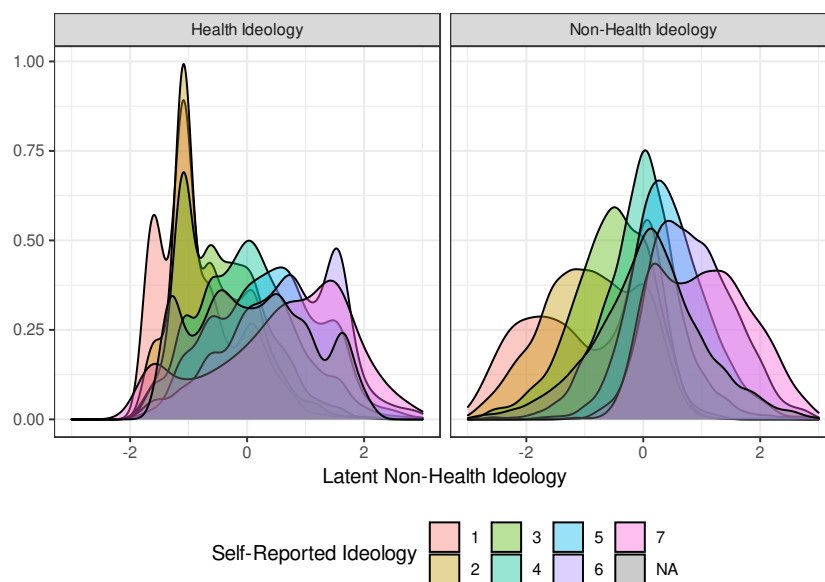 Health Ideology Non-Health Ideology
1.00
0.75
0.50
0.25
0.00
-2 0 2 -2 0 2
Latent Non-Health Ideology
Self-Reported Ideology
1 3 5 7
2 4 6 NA